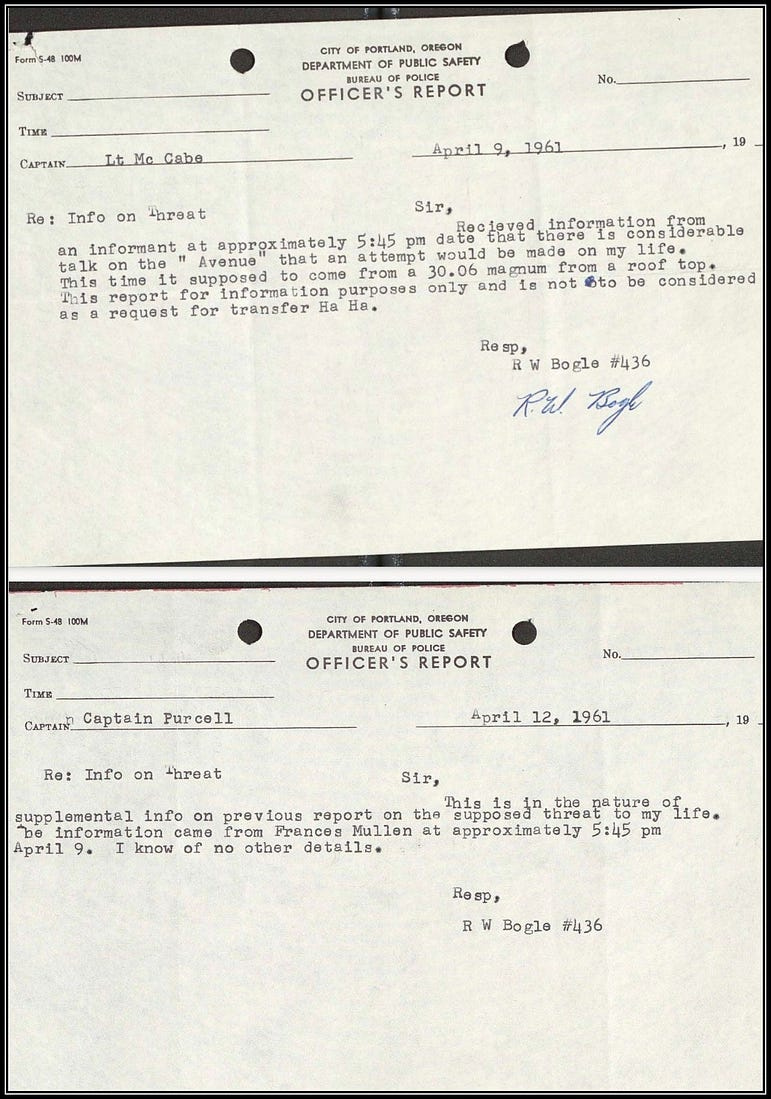 Form S-48 100M
CITY OF PORTLAND, OREGON
DEPARTMENT OF PUBLIC SAFETY
BUREAU OF POLICE
OFFICER'S REPORT
No.
SUBJECT
TIME
CAPTAIN Lt Mc Cabe
April 9, 1961 , 19
Re: Info on Threat
Sir,
Recieved information from
an informant at approximately 5:45 pm date that there is considerable
talk on the " Avenue" that an attempt would be made on my life.
This time it supposed to come from a 30.06 magnum from a roof top.
This report for information purposes only and is not to be considered
as a request for transfer Ha Ha.
Resp,
R W Bogle #436
R.W. Bogle
Form S-48 100M
CITY OF PORTLAND, OREGON
DEPARTMENT OF PUBLIC SAFETY
BUREAU OF POLICE
OFFICER'S REPORT
No.
SUBJECT
TIME
CAPTAIN Captain Purcell
April 12, 1961 , 19
Re: Info on Threat
Sir,
This is in the nature of
supplemental info on previous report on the supposed threat to my life.
The information came from Frances Mullen at approximately 5:45 pm
April 9. I know of no other details.
Resp,
R W Bogle #436